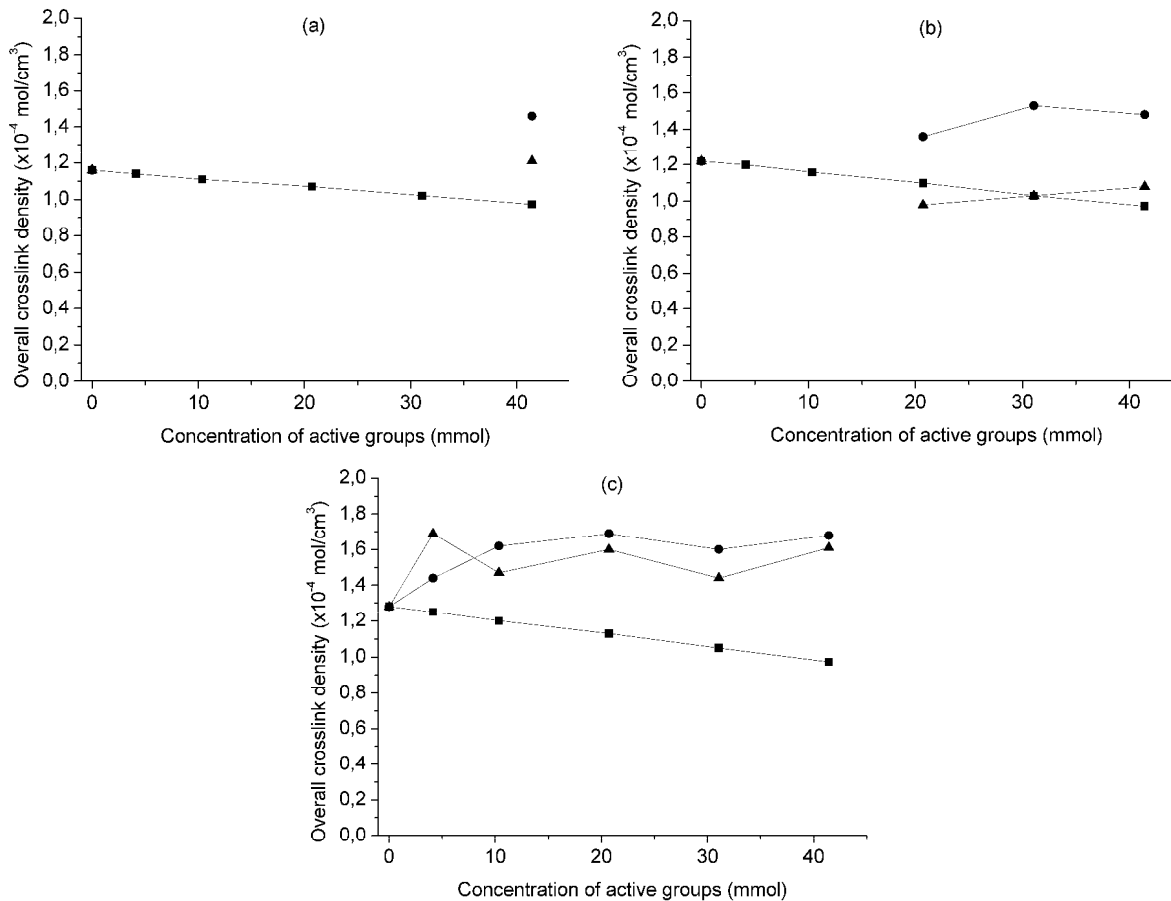 (a)
Overall crosslink density (x10⁻⁴ mol/cm³)
2,0
1,8
1,6
1,4
1,2
1,0
0,8
0,6
0,4
0,2
0,0
0 10 20 30 40
Concentration of active groups (mmol)
(b)
Overall crosslink density (x10⁻⁴ mol/cm³)
2,0
1,8
1,6
1,4
1,2
1,0
0,8
0,6
0,4
0,2
0,0
0 10 20 30 40
Concentration of active groups (mmol)
(c)
Overall crosslink density (x10⁻⁴ mol/cm³)
2,0
1,8
1,6
1,4
1,2
1,0
0,8
0,6
0,4
0,2
0,0
0 10 20 30 40
Concentration of active groups (mmol)